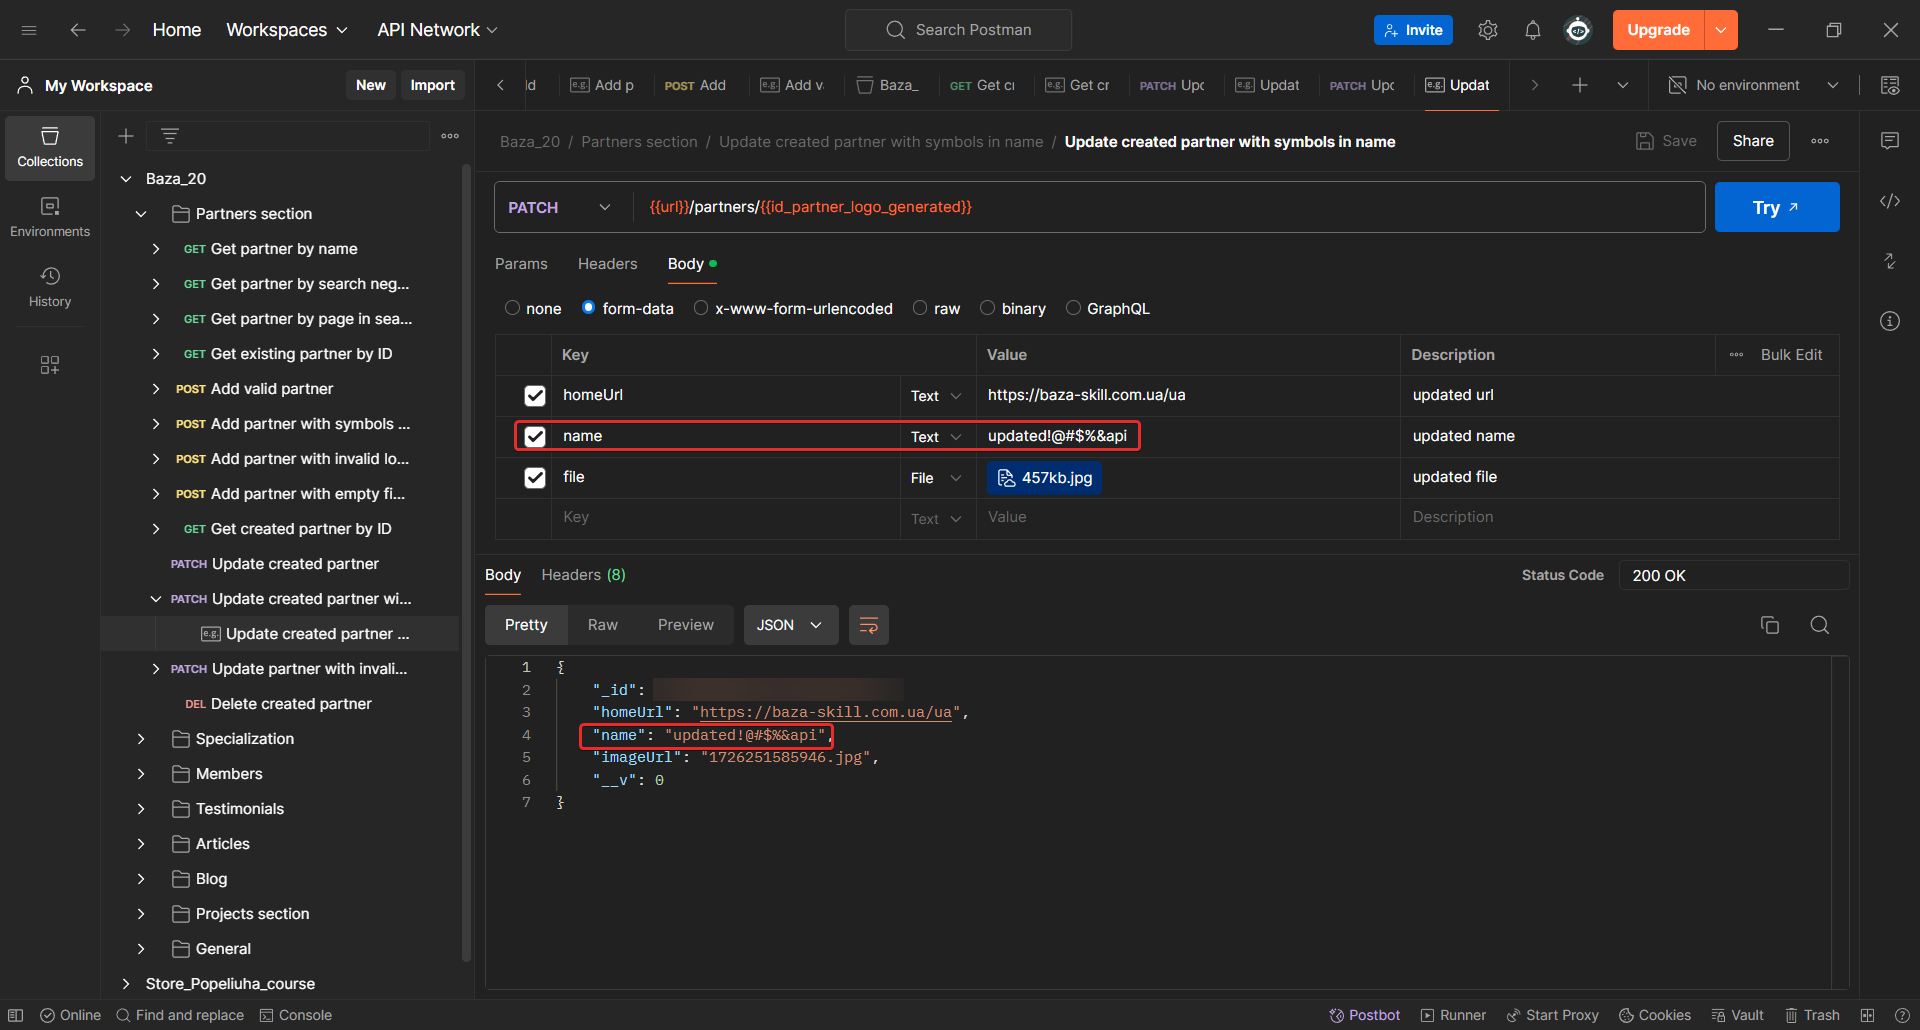 Home
Workspaces
API Network
Search Postman
Invite
Upgrade
My Workspace
New
Import
ld
e.g. Add p
POST Add
e.g. Add v
Baza_
GET Get cr
e.g. Get cr
PATCH Upc
e.g. Updat
PATCH Upc
e.g. Updat
No environment
Collections
Environments
History
Baza_20
Partners section
GET Get partner by name
GET Get partner by search neg...
GET Get partner by page in sea...
GET Get existing partner by ID
POST Add valid partner
POST Add partner with symbols ...
POST Add partner with invalid lo...
POST Add partner with empty fi...
GET Get created partner by ID
PATCH Update created partner
PATCH Update created partner wi...
e.g. Update created partner ...
PATCH Update partner with invali...
DEL Delete created partner
Specialization
Members
Testimonials
Articles
Blog
Projects section
General
Store_Popeliuha_course
Baza_20 / Partners section / Update created partner with symbols in name / Update created partner with symbols in name
Save
Share
PATCH
{{url}}/partners/{{id_partner_logo_generated}}
Try
Params
Headers
Body
none
form-data
x-www-form-urlencoded
raw
binary
GraphQL
Key Value Description Bulk Edit
homeUrl Text https://baza-skill.com.ua/ua updated url
name Text updated!@#$%&api updated name
file File 457kb.jpg updated file
Key Text Value Description
Body
Headers (8)
Status Code
200 OK
Pretty
Raw
Preview
JSON
1 {
2 "_id":
3 "homeUrl": "https://baza-skill.com.ua/ua",
4 "name": "updated!@#$%&api",
5 "imageUrl": "1726251585946.jpg",
6 "__v": 0
7 }
Online
Find and replace
Console
Postbot
Runner
Start Proxy
Cookies
Vault
Trash